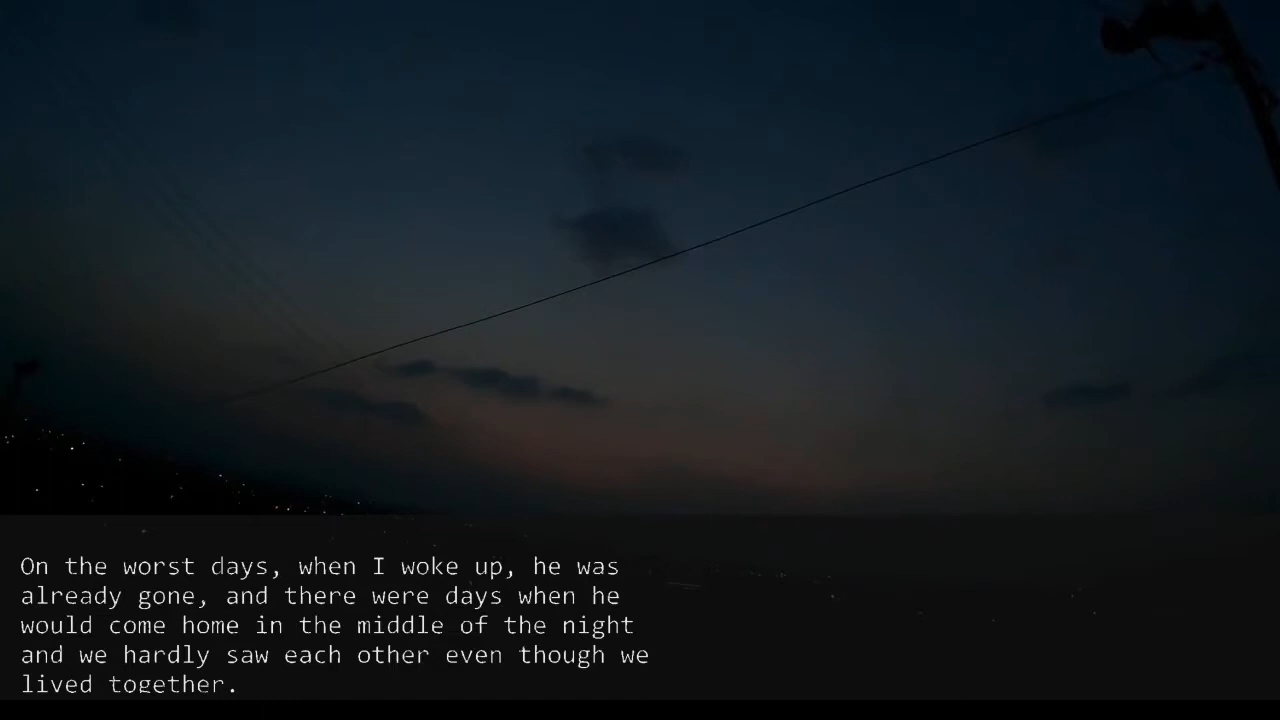 On the worst days, when I woke up, he was
already gone, and there were days when he
would come home in the middle of the night
and we hardly saw each other even though we
lived together.